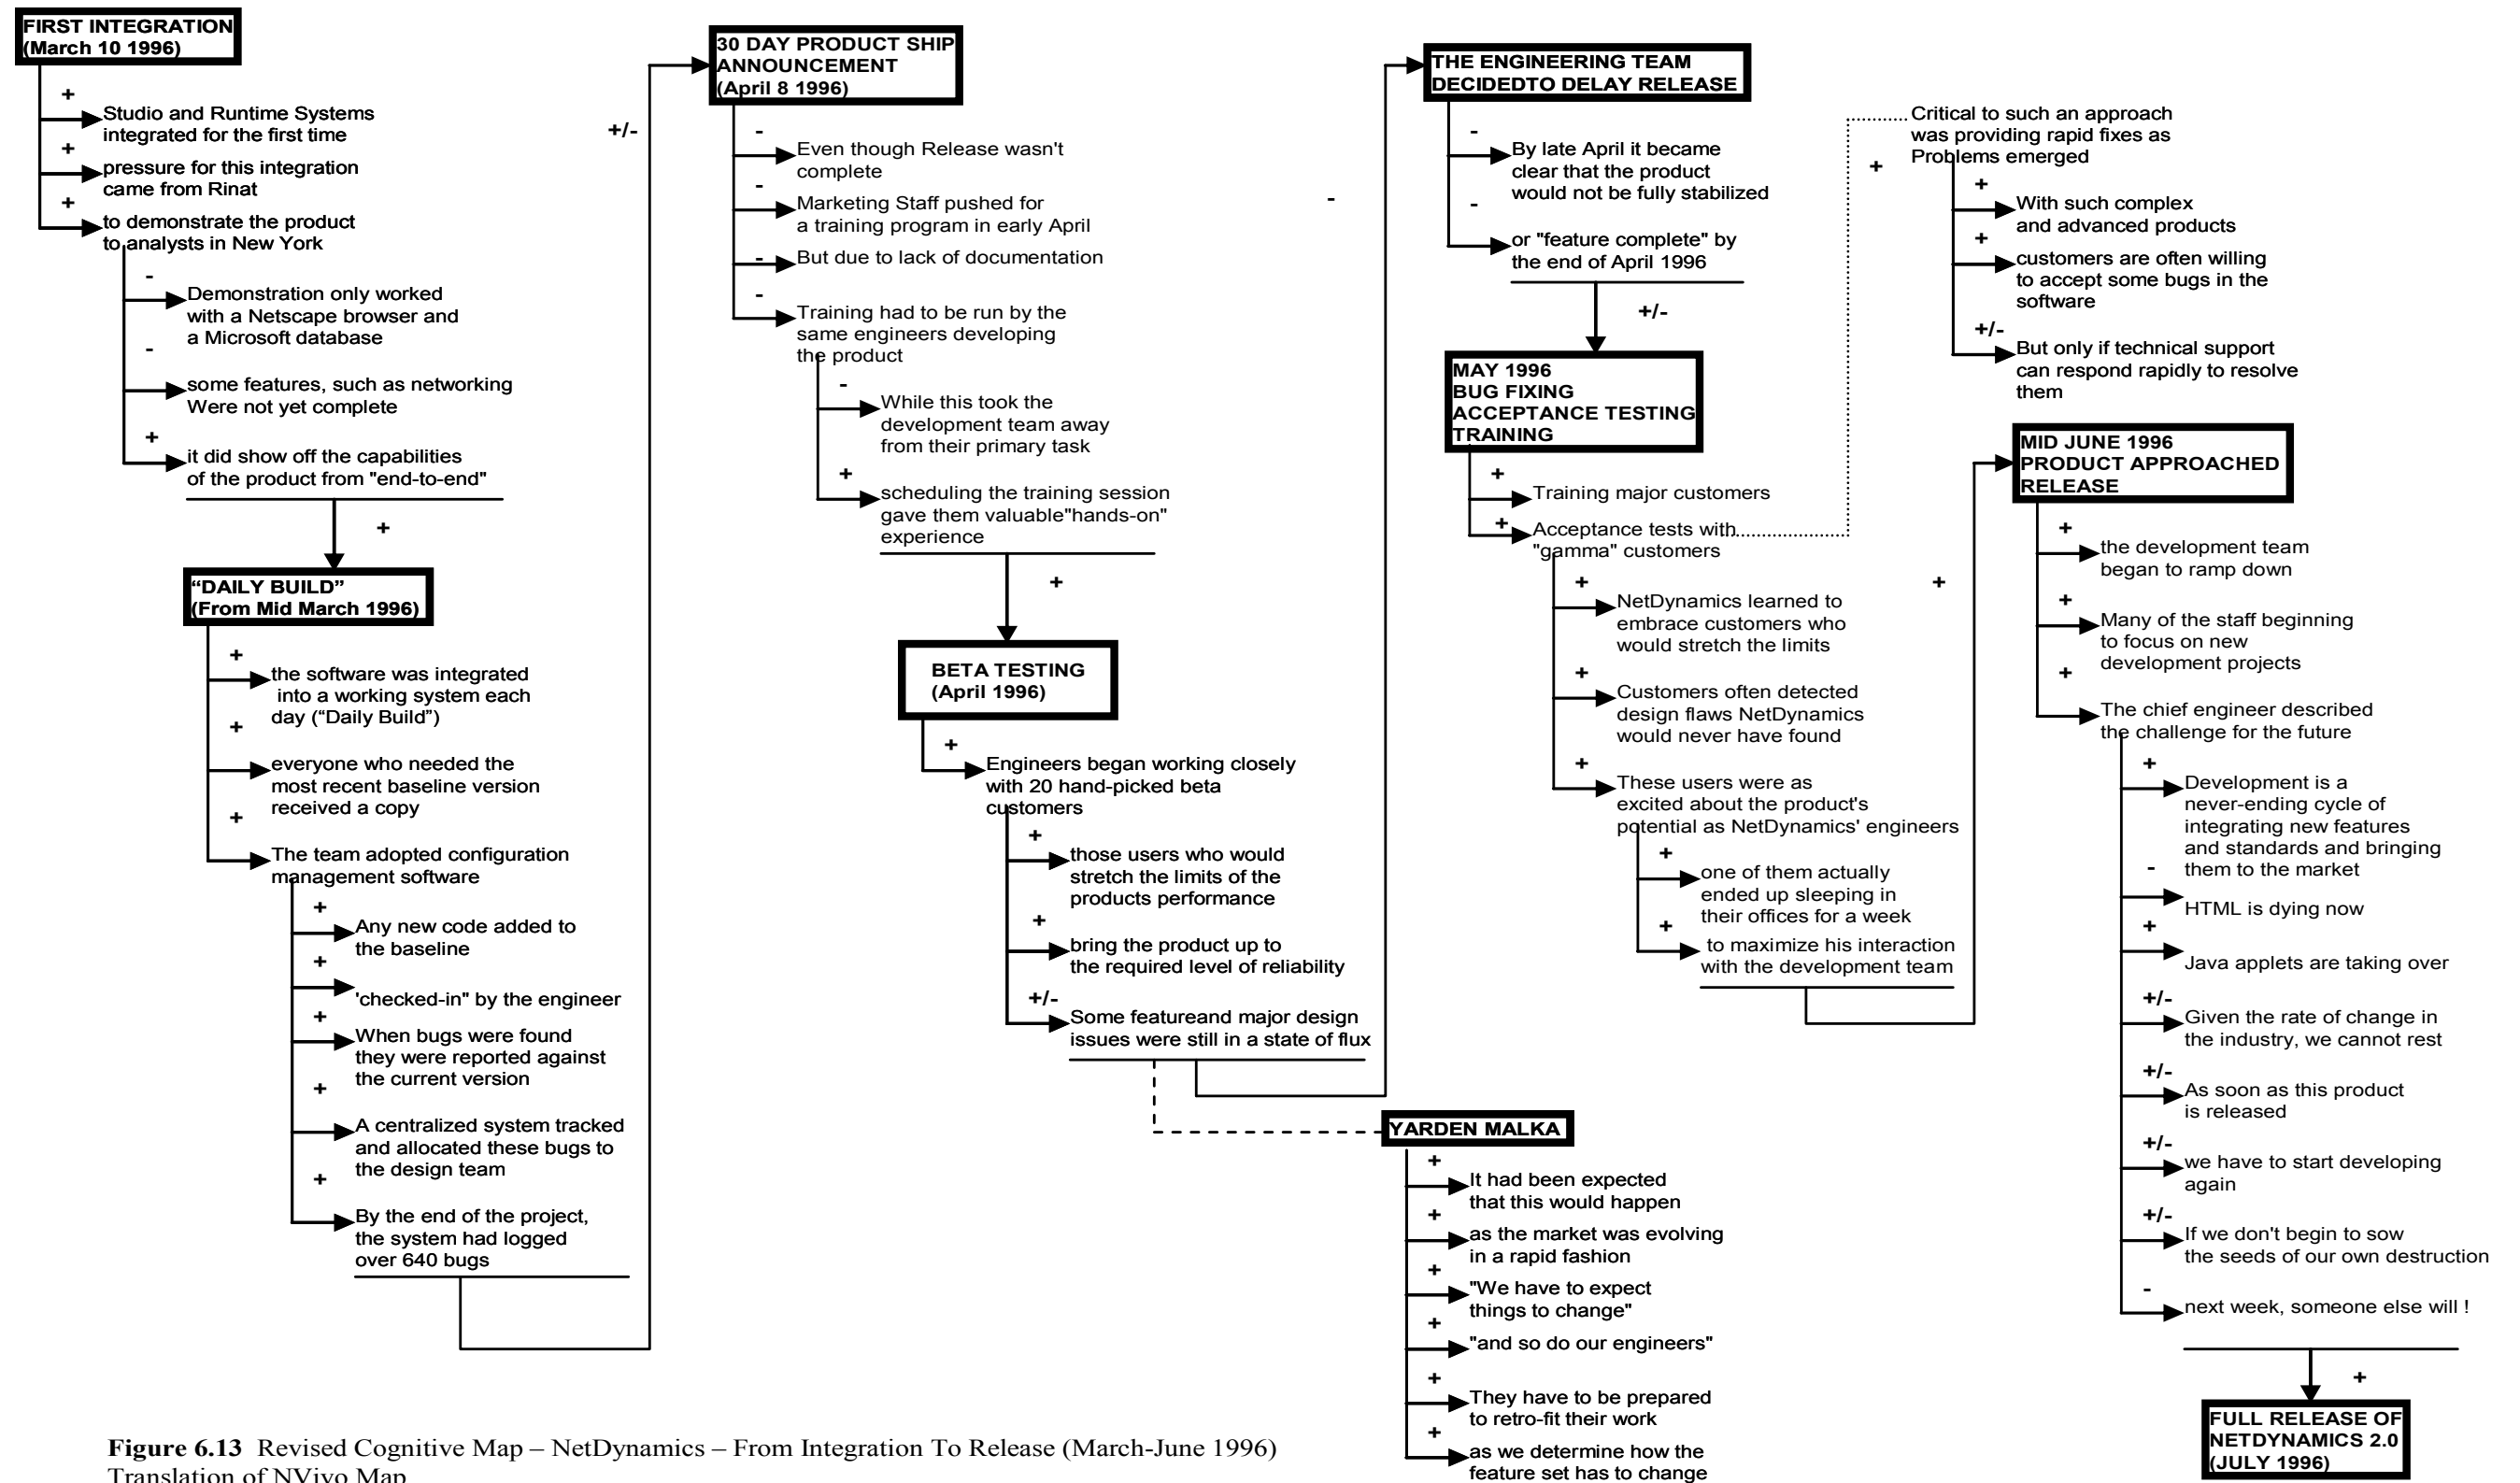 FIRST INTEGRATION
(March 10 1996)
+
Studio and Runtime Systems
integrated for the first time
+
pressure for this integration
came from Rinat
+
to demonstrate the product
to analysts in New York
-
Demonstration only worked
with a Netscape browser and
a Microsoft database
-
some features, such as networking
Were not yet complete
+
it did show off the capabilities
of the product from "end-to-end"
+
“DAILY BUILD”
(From Mid March 1996)
+
the software was integrated
into a working system each
day (“Daily Build”)
+
everyone who needed the
most recent baseline version
received a copy
+
The team adopted configuration
management software
+
Any new code added to
the baseline
+
'checked-in" by the engineer
+
When bugs were found
they were reported against
the current version
+
A centralized system tracked
and allocated these bugs to
the design team
+
By the end of the project,
the system had logged
over 640 bugs
+/-
30 DAY PRODUCT SHIP
ANNOUNCEMENT
(April 8 1996)
-
Even though Release wasn't
complete
-
Marketing Staff pushed for
a training program in early April
-
But due to lack of documentation
-
Training had to be run by the
same engineers developing
the product
-
While this took the
development team away
from their primary task
+
scheduling the training session
gave them valuable"hands-on"
experience
+
BETA TESTING
(April 1996)
+
Engineers began working closely
with 20 hand-picked beta
customers
+
those users who would
stretch the limits of the
products performance
+
bring the product up to
the required level of reliability
+/-
Some featureand major design
issues were still in a state of flux
-
THE ENGINEERING TEAM
DECIDEDTO DELAY RELEASE
-
By late April it became
clear that the product
would not be fully stabilized
-
or "feature complete" by
the end of April 1996
+/-
MAY 1996
BUG FIXING
ACCEPTANCE TESTING
TRAINING
+
Training major customers
+
Acceptance tests with
"gamma" customers
+
NetDynamics learned to
embrace customers who
would stretch the limits
+
Customers often detected
design flaws NetDynamics
would never have found
+
These users were as
excited about the product's
potential as NetDynamics' engineers
+
one of them actually
ended up sleeping in
their offices for a week
+
to maximize his interaction
with the development team
YARDEN MALKA
+
It had been expected
that this would happen
+
as the market was evolving
in a rapid fashion
+
"We have to expect
things to change"
+
"and so do our engineers"
+
They have to be prepared
to retro-fit their work
+
as we determine how the
feature set has to change
+
Critical to such an approach
was providing rapid fixes as
Problems emerged
+
With such complex
and advanced products
+
customers are often willing
to accept some bugs in the
software
+/-
But only if technical support
can respond rapidly to resolve
them
+
MID JUNE 1996
PRODUCT APPROACHED
RELEASE
+
the development team
began to ramp down
+
Many of the staff beginning
to focus on new
development projects
+
The chief engineer described
the challenge for the future
+
Development is a
never-ending cycle of
integrating new features
and standards and bringing
them to the market
-
HTML is dying now
+
Java applets are taking over
+/-
Given the rate of change in
the industry, we cannot rest
+/-
As soon as this product
is released
+/-
we have to start developing
again
+/-
If we don't begin to sow
the seeds of our own destruction
-
next week, someone else will !
+
FULL RELEASE OF
NETDYNAMICS 2.0
(JULY 1996)
Figure 6.13 Revised Cognitive Map – NetDynamics – From Integration To Release (March-June 1996)
Translation of NVivo Map